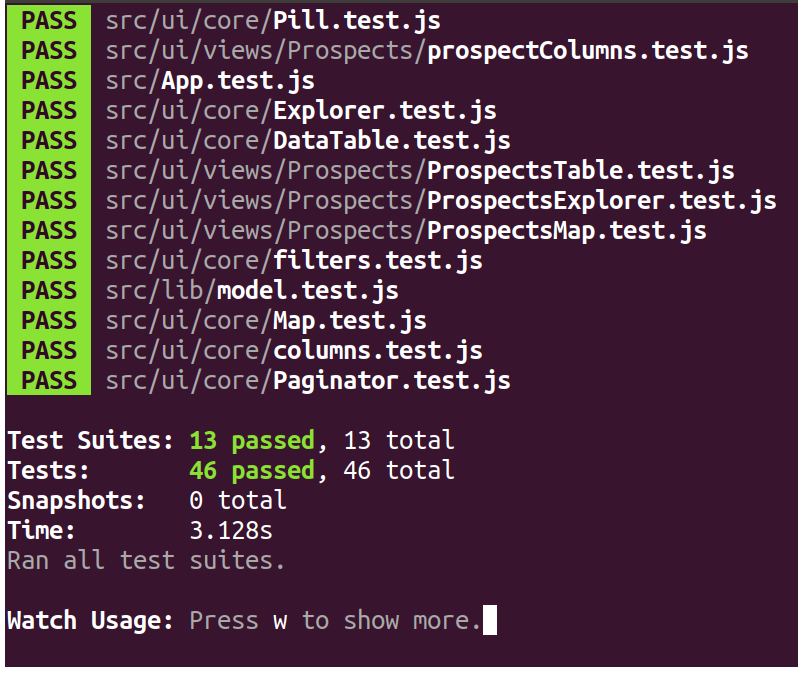 PASS src/ui/core/Pill.test.js
PASS src/ui/views/Prospects/prospectColumns.test.js
PASS src/App.test.js
PASS src/ui/core/Explorer.test.js
PASS src/ui/core/DataTable.test.js
PASS src/ui/views/Prospects/ProspectsTable.test.js
PASS src/ui/views/Prospects/ProspectsExplorer.test.js
PASS src/ui/views/Prospects/ProspectsMap.test.js
PASS src/ui/core/filters.test.js
PASS src/lib/model.test.js
PASS src/ui/core/Map.test.js
PASS src/ui/core/columns.test.js
PASS src/ui/core/Paginator.test.js
Test Suites: 13 passed, 13 total
Tests: 46 passed, 46 total
Snapshots: 0 total
Time: 3.128s
Ran all test suites.
Watch Usage: Press w to show more.